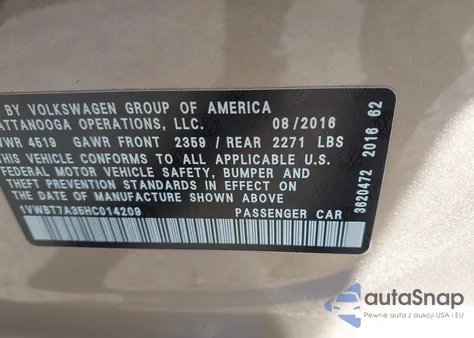 BY VOLKSWAGEN GROUP OF AMERICA
ATTANOOGA OPERATIONS, LLC. 08/2016
VWR 4519 GAWR FRONT 2359 / REAR 2271 LBS
VEHICLE CONFORMS TO ALL APPLICABLE U.S.
FEDERAL MOTOR VEHICLE SAFETY, BUMPER AND
THEFT PREVENTION STANDARDS IN EFFECT ON
THE DATE OF MANUFACTURE SHOWN ABOVE.
1VWBT7A35HC014209 PASSENGER CAR
3620472 2016 62
autoSnap
Pewne auta z aukcji USA i EU